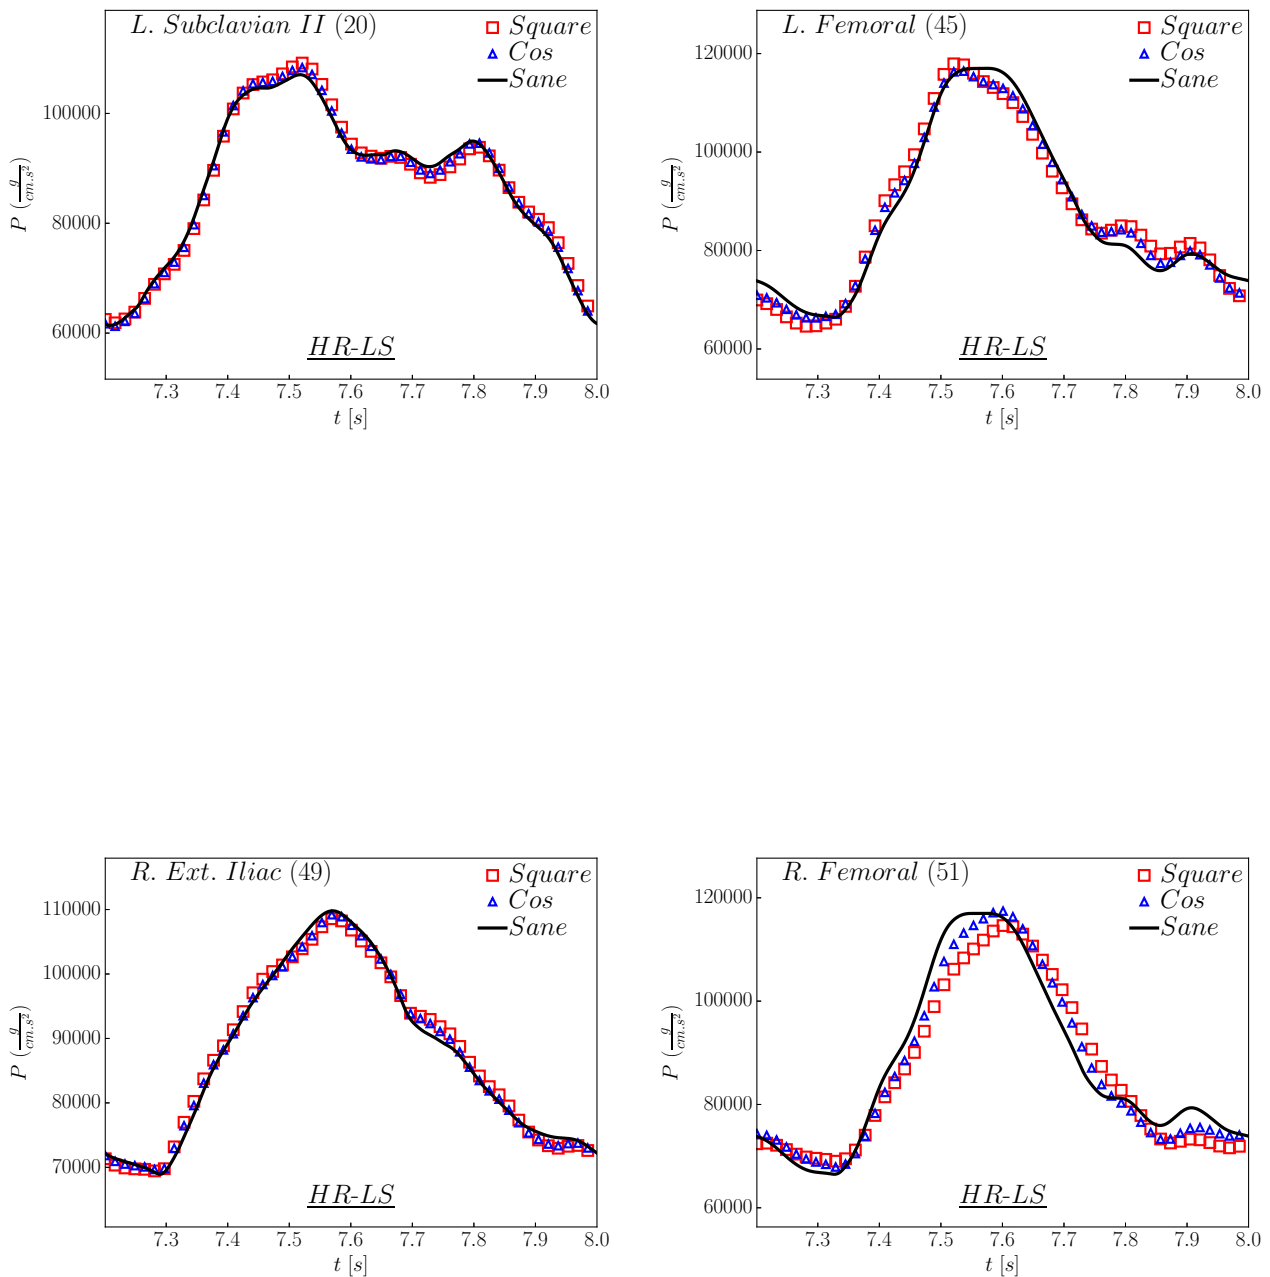 L. Subclavian II (20)
Square
Cos
Sane
100000
80000
60000
P (g/cm.s²)
HR-LS
7.3 7.4 7.5 7.6 7.7 7.8 7.9 8.0
t [s]
L. Femoral (45)
Square
Cos
Sane
120000
100000
80000
60000
P (g/cm.s²)
HR-LS
7.3 7.4 7.5 7.6 7.7 7.8 7.9 8.0
t [s]
R. Ext. Iliac (49)
Square
Cos
Sane
110000
100000
90000
80000
70000
P (g/cm.s²)
HR-LS
7.3 7.4 7.5 7.6 7.7 7.8 7.9 8.0
t [s]
R. Femoral (51)
Square
Cos
Sane
120000
100000
80000
60000
P (g/cm.s²)
HR-LS
7.3 7.4 7.5 7.6 7.7 7.8 7.9 8.0
t [s]